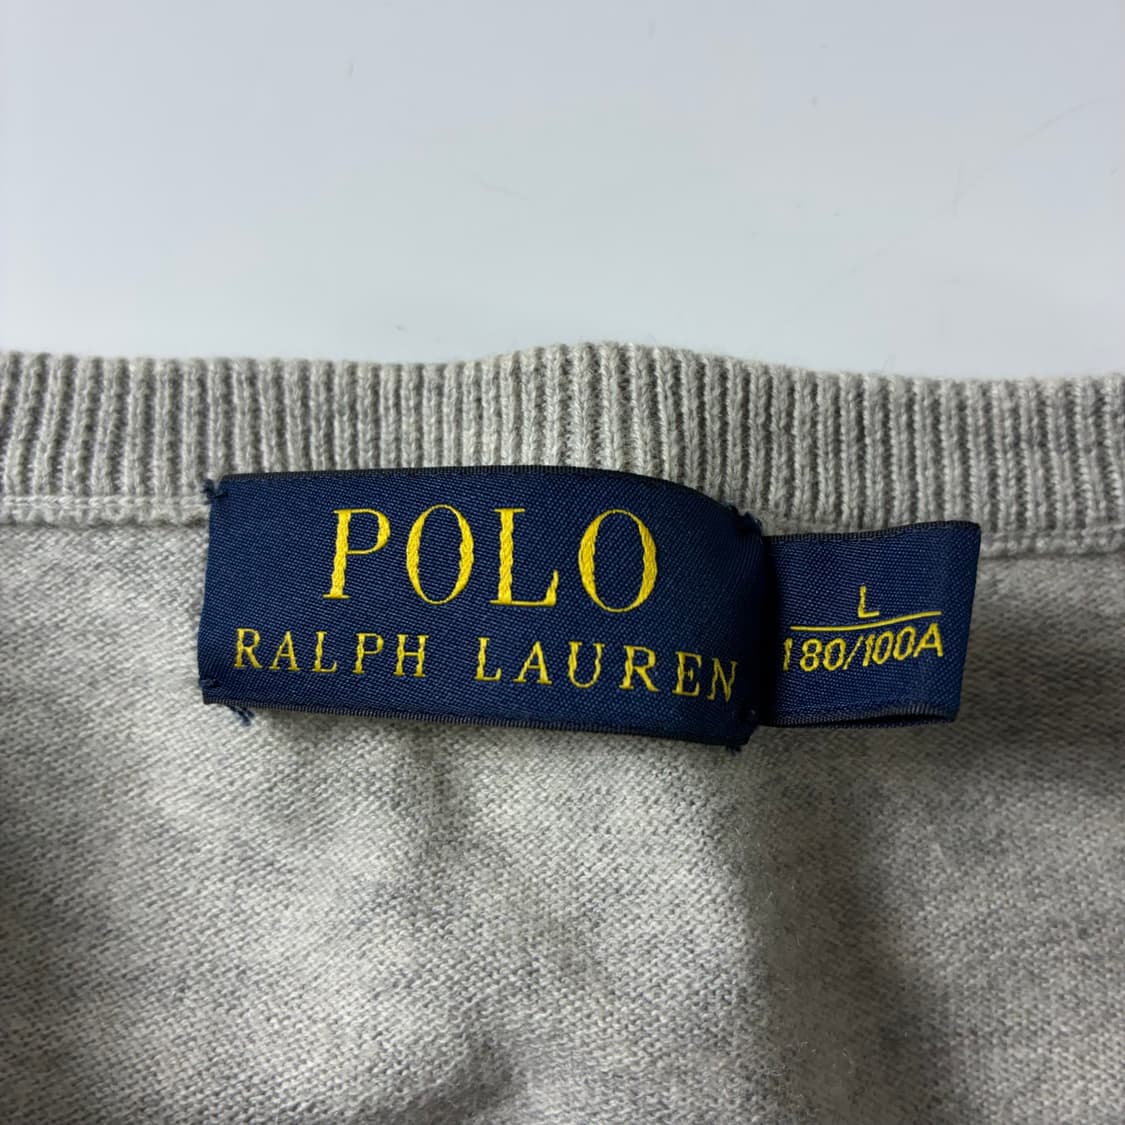 POLO
RALPH LAUREN
L
180/100A